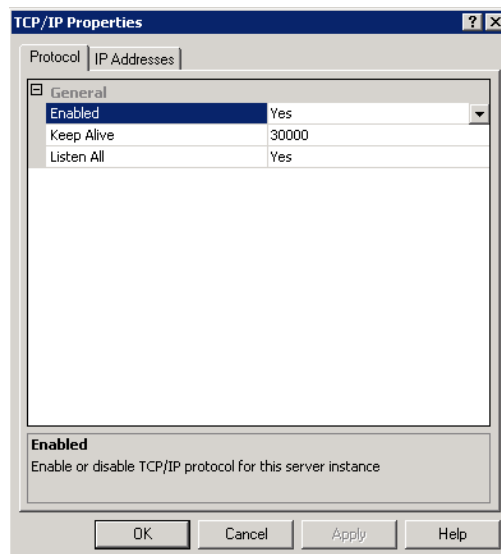 TCP/IP Properties
Protocol
IP Addresses
General
Enabled Yes
Keep Alive 30000
Listen All Yes
Enabled
Enable or disable TCP/IP protocol for this server instance
OK Cancel Apply Help